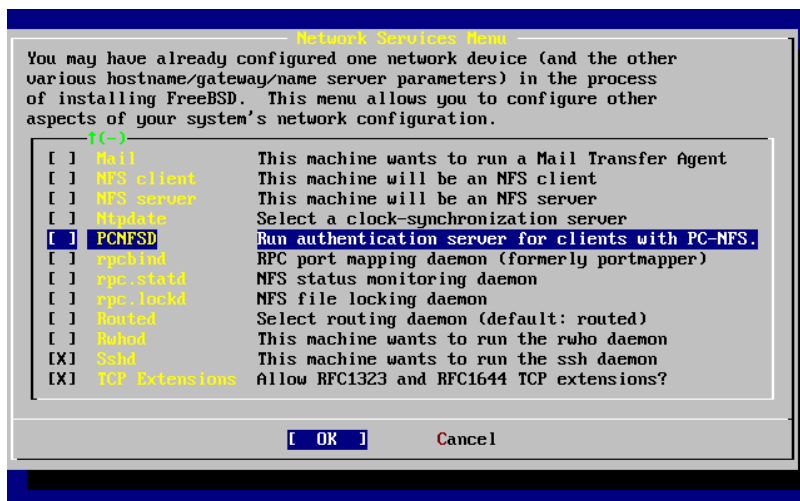 Network Services Menu
You may have already configured one network device (and the other
various hostname/gateway/name server parameters) in the process
of installing FreeBSD.  This menu allows you to configure other
aspects of your system's network configuration.
↑(-)
[ ] Mail This machine wants to run a Mail Transfer Agent
[ ] NFS client This machine will be an NFS client
[ ] NFS server This machine will be an NFS server
[ ] Ntpdate Select a clock-synchronization server
[ ] PCNFSD Run authentication server for clients with PC-NFS.
[ ] rpcbind RPC port mapping daemon (formerly portmapper)
[ ] rpc.statd NFS status monitoring daemon
[ ] rpc.lockd NFS file locking daemon
[ ] Routed Select routing daemon (default: routed)
[ ] Rwhod This machine wants to run the rwho daemon
[X] Sshd This machine wants to run the ssh daemon
[X] TCP Extensions Allow RFC1323 and RFC1644 TCP extensions?
[ OK ] Cancel